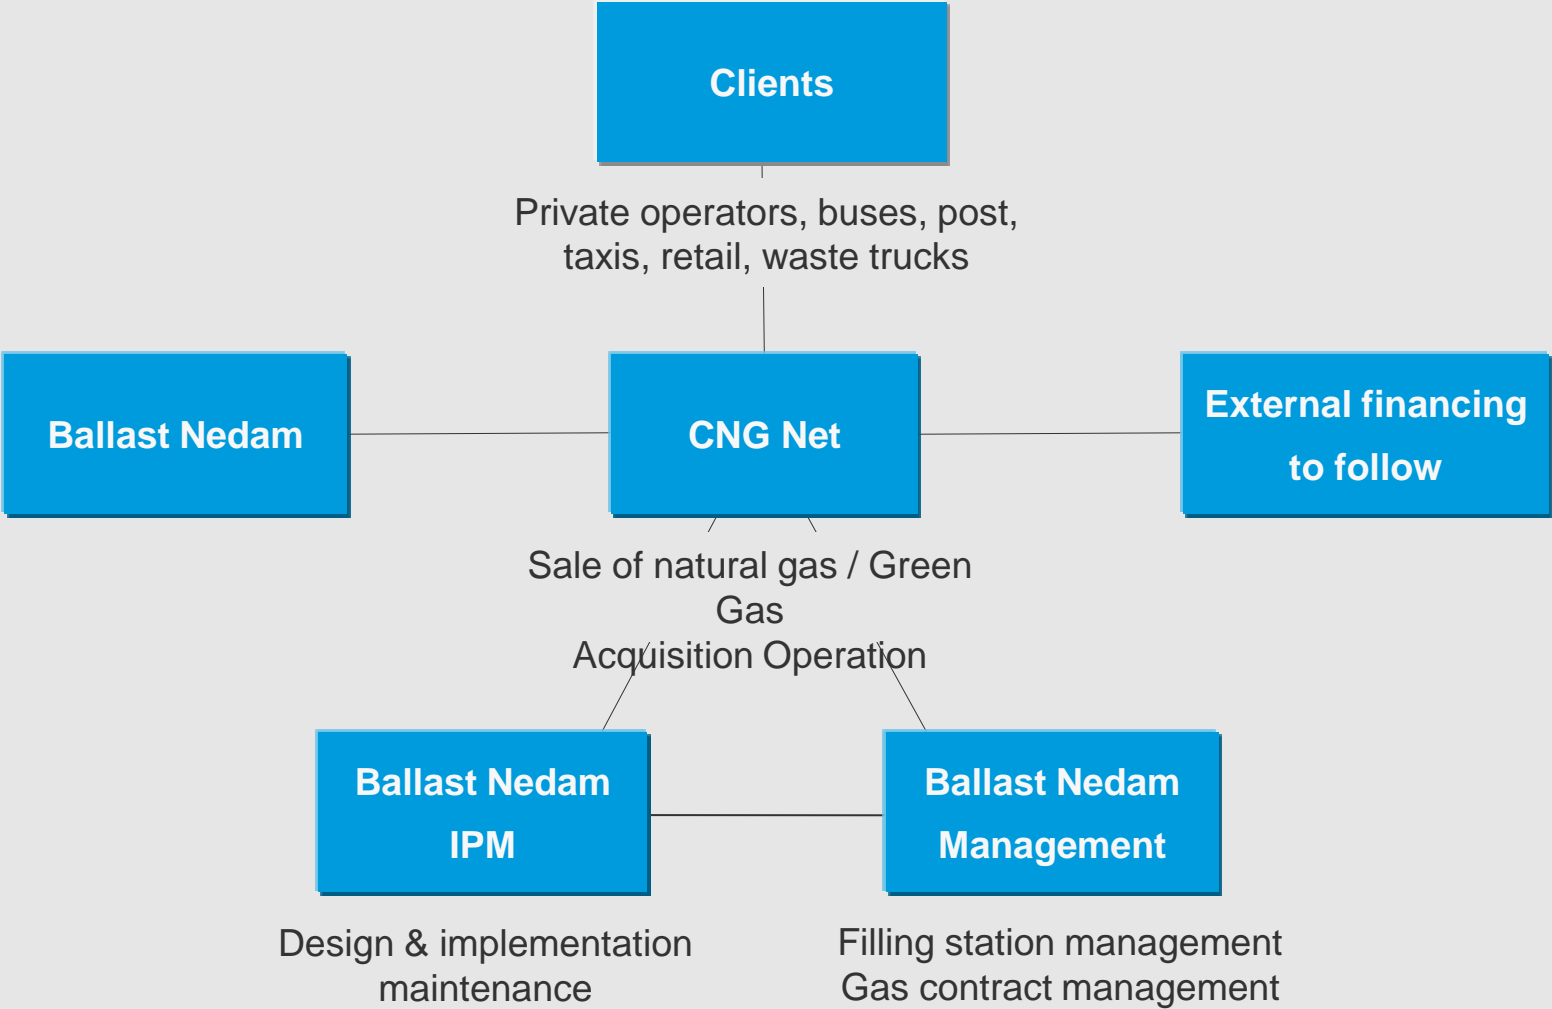 Clients
Private operators, buses, post,
taxis, retail, waste trucks
Ballast Nedam
CNG Net
External financing
to follow
Sale of natural gas / Green
Gas
Acquisition Operation
Ballast Nedam
IPM
Ballast Nedam
Management
Design & implementation
maintenance
Filling station management
Gas contract management